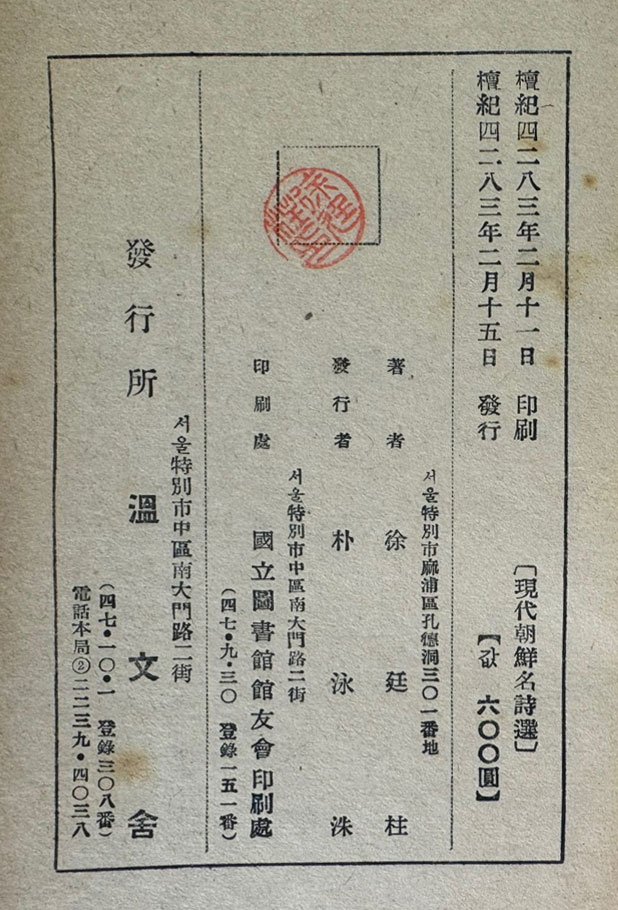 檀紀四二八三年二月十一日 印刷
檀紀四二八三年二月十五日 發行
〔現代朝鮮名詩選〕
【값 六〇〇圓】
서울特別市麻浦區孔德洞三〇一番地
著者 徐廷柱
發行者 朴泳洙
서울特別市中區南大門路二街
印刷處 國立圖書館館友會印刷處
(四七•九•三〇 登錄一五一番)
서울特別市中區南大門路二街
發行所 溫文舍
(四七•一〇•一 登錄三〇八番)
電話本局②二二三九•四〇三八